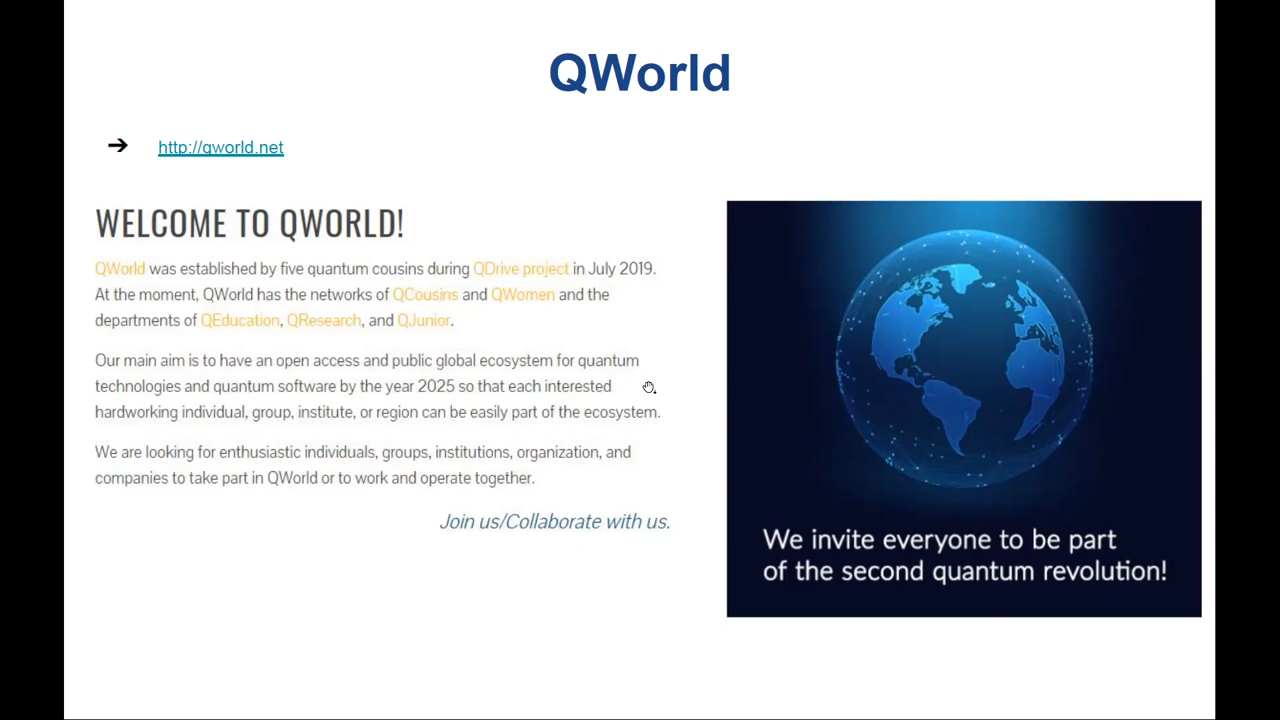 QWorld
➔ http://qworld.net
WELCOME TO QWORLD!
QWorld was established by five quantum cousins during QDrive project in July 2019.
At the moment, QWorld has the networks of QCousins and QWomen and the
departments of QEducation, QResearch, and QJunior.
Our main aim is to have an open access and public global ecosystem for quantum
technologies and quantum software by the year 2025 so that each interested
hardworking individual, group, institute, or region can be easily part of the ecosystem.
We are looking for enthusiastic individuals, groups, institutions, organization, and
companies to take part in QWorld or to work and operate together.
Join us/Collaborate with us.
We invite everyone to be part
of the second quantum revolution!